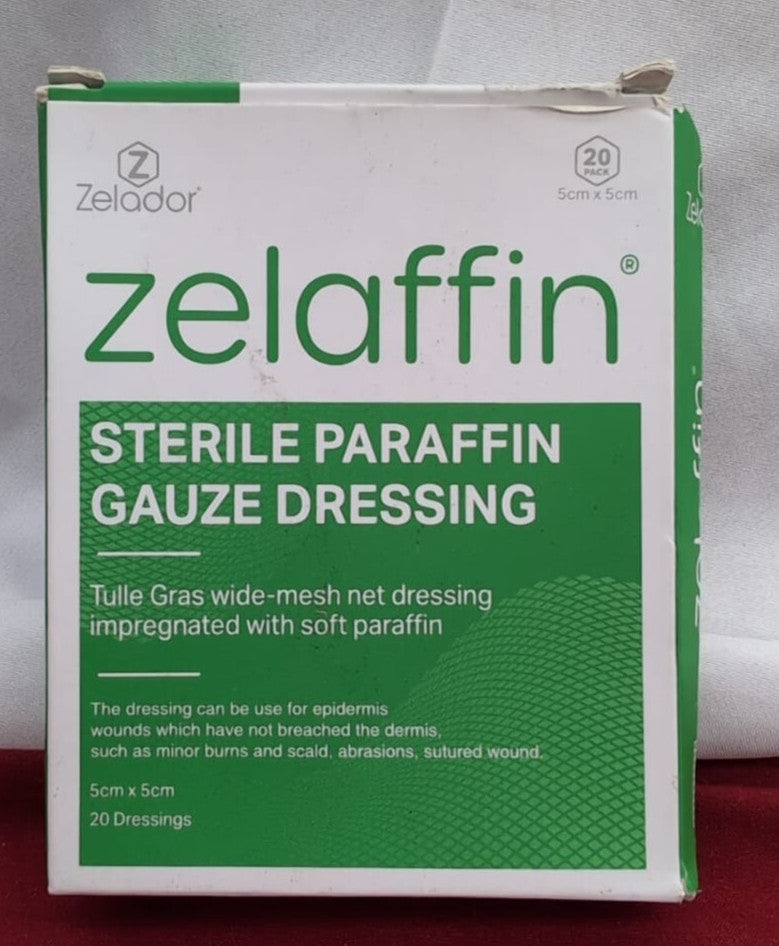 Z
Zelador®
20
PACK
5cm x 5cm
zelaffin®
STERILE PARAFFIN
GAUZE DRESSING
Tulle Gras wide-mesh net dressing
impregnated with soft paraffin
The dressing can be use for epidermis
wounds which have not breached the dermis,
such as minor burns and scald, abrasions, sutured wound.
5cm x 5cm
20 Dressings